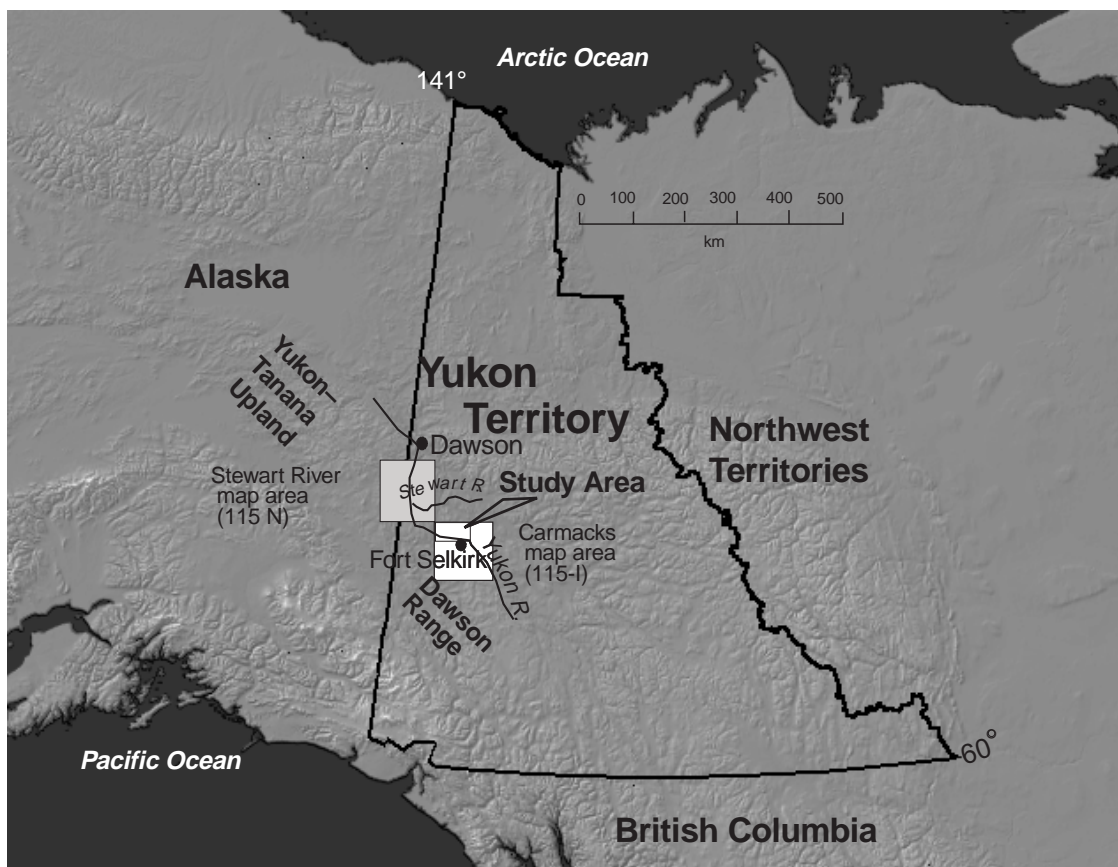 Arctic Ocean
141°
0 100 200 300 400 500
km
Alaska
Yukon–
Tanana
Upland
Yukon
Territory
Northwest
Territories
Dawson
Stewart R.
Stewart River
map area
(115 N)
Study Area
Carmacks
map area
(115-I)
Fort Selkirk
Yukon R.
Dawson
Range
Pacific Ocean
60°
British Columbia